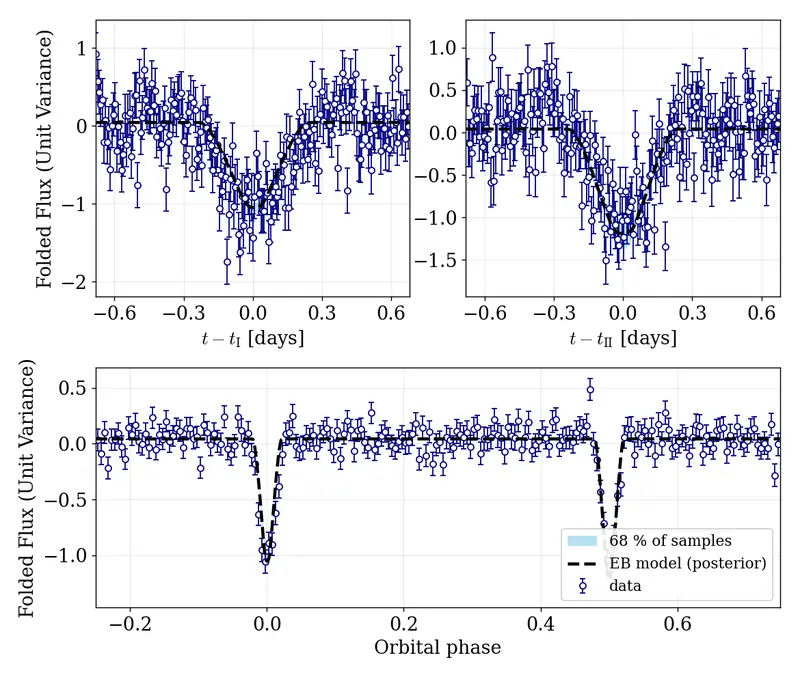 Folded Flux (Unit Variance)
1
0
−1
−2
−0.6 −0.3 0.0 0.3 0.6
t − t_I [days]
1.0
0.5
0.0
−0.5
−1.0
−1.5
−0.6 −0.3 0.0 0.3 0.6
t − t_II [days]
Folded Flux (Unit Variance)
0.5
0.0
−0.5
−1.0
−0.2 0.0 0.2 0.4 0.6
Orbital phase
68 % of samples
EB model (posterior)
data